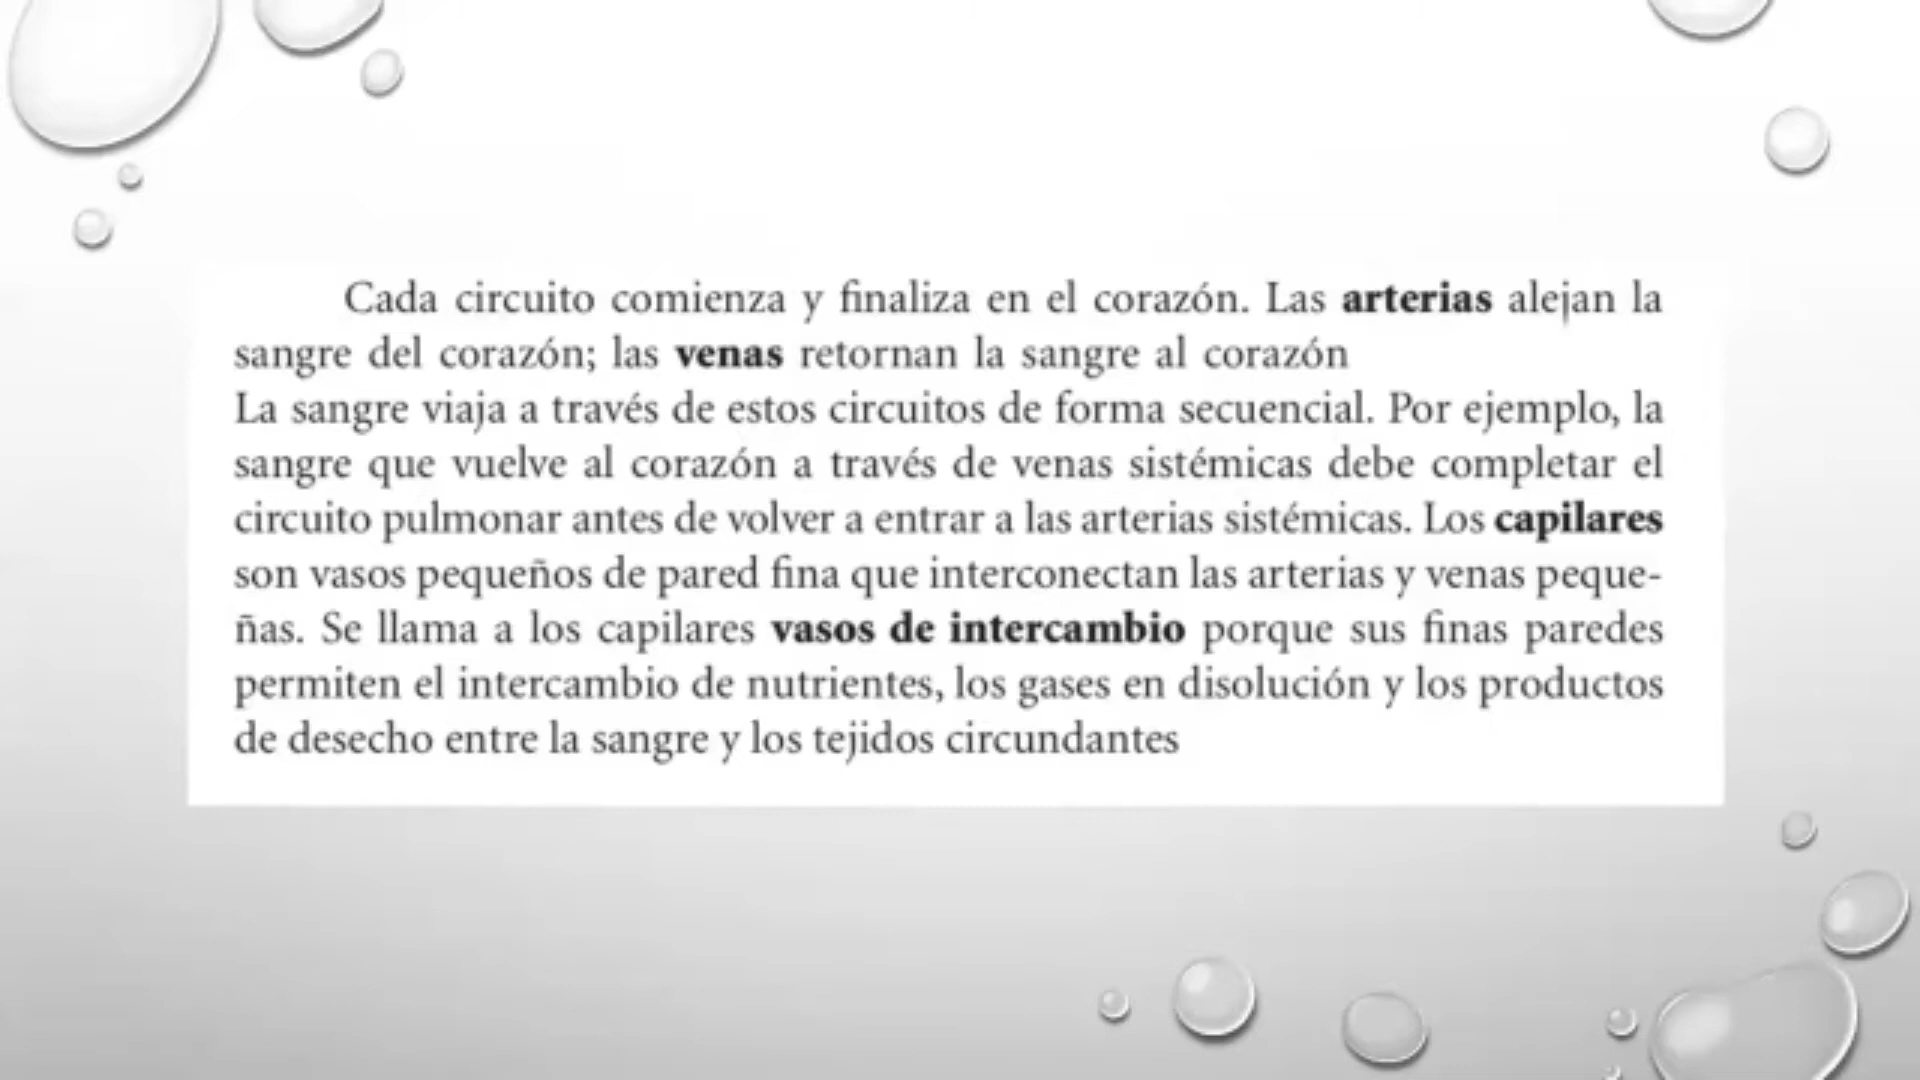 Cada circuito comienza y finaliza en el corazón. Las arterias alejan la
sangre del corazón; las venas retornan la sangre al corazón
La sangre viaja a través de estos circuitos de forma secuencial. Por ejemplo, la
sangre que vuelve al corazón a través de venas sistémicas debe completar el
circuito pulmonar antes de volver a entrar a las arterias sistémicas. Los capilares
son vasos pequeños de pared fina que interconectan las arterias y venas peque-
ñas. Se llama a los capilares vasos de intercambio porque sus finas paredes
permiten el intercambio de nutrientes, los gases en disolución y los productos
de desecho entre la sangre y los tejidos circundantes